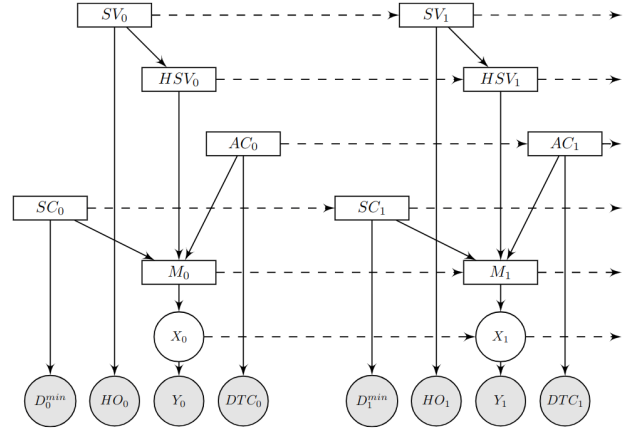 SV₀ SV₁
HSV₀ HSV₁
AC₀ AC₁
SC₀ SC₁
M₀ M₁
X₀ X₁
D₀ᵐⁱⁿ HO₀ Y₀ DTC₀ D₁ᵐⁱⁿ HO₁ Y₁ DTC₁